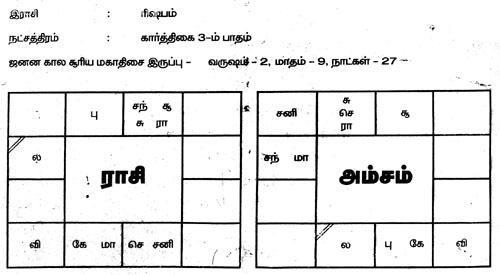 இராசி : ரிஷபம்
நட்சத்திரம் : கார்த்திகை 3-ம் பாதம்
ஜனன கால சூரிய மகாதிசை இருப்பு - வருஷம் - 2, மாதம் - 9, நாட்கள் - 27
பு
சந் சூ
சு ரா
ல
ராசி
வி
கே மா
செ சனி
சனி
சு
செ
ரா
சூ
சந் மா
அம்சம்
ல
பு கே
வி